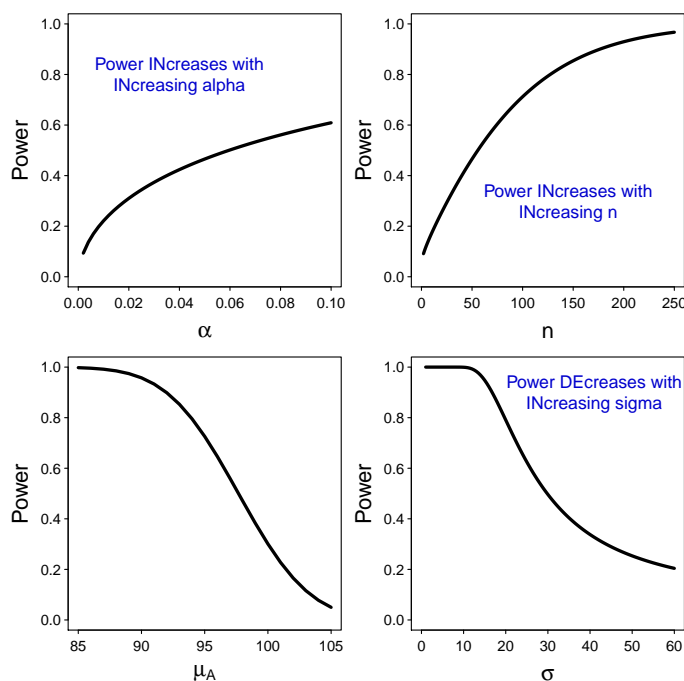 Power INcreases with
INcreasing alpha
Power
1.0
0.8
0.6
0.4
0.2
0.0
0.00 0.02 0.04 0.06 0.08 0.10
α
Power INcreases with
INcreasing n
Power
1.0
0.8
0.6
0.4
0.2
0.0
0 50 100 150 200 250
n
Power
1.0
0.8
0.6
0.4
0.2
0.0
85 90 95 100 105
μA
Power DEcreases with
INcreasing sigma
Power
1.0
0.8
0.6
0.4
0.2
0.0
0 10 20 30 40 50 60
σ